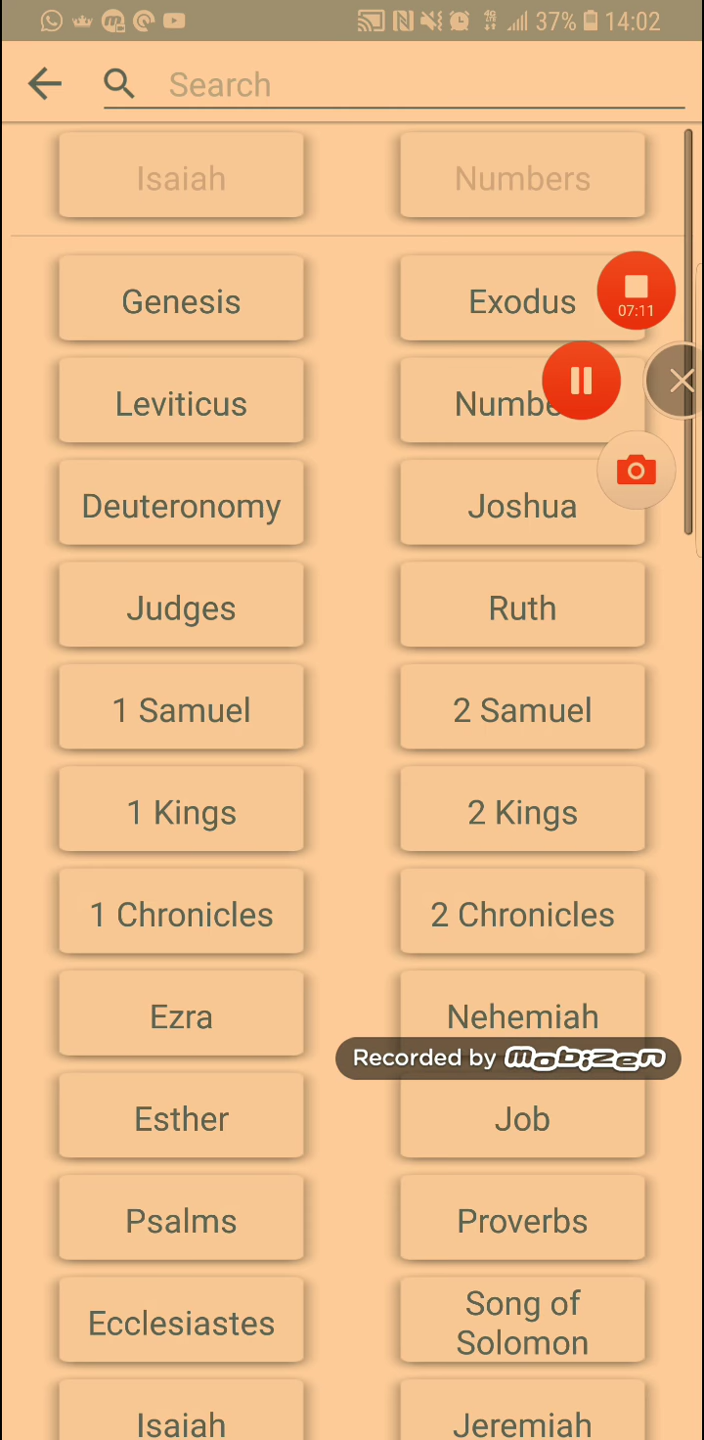 37% 14:02
Search
Isaiah Numbers
Genesis Exodus
07:11
Leviticus Numbe
Deuteronomy Joshua
Judges Ruth
1 Samuel 2 Samuel
1 Kings 2 Kings
1 Chronicles 2 Chronicles
Ezra Nehemiah
Recorded by mobizen
Esther Job
Psalms Proverbs
Ecclesiastes Song of
Solomon
Isaiah Jeremiah